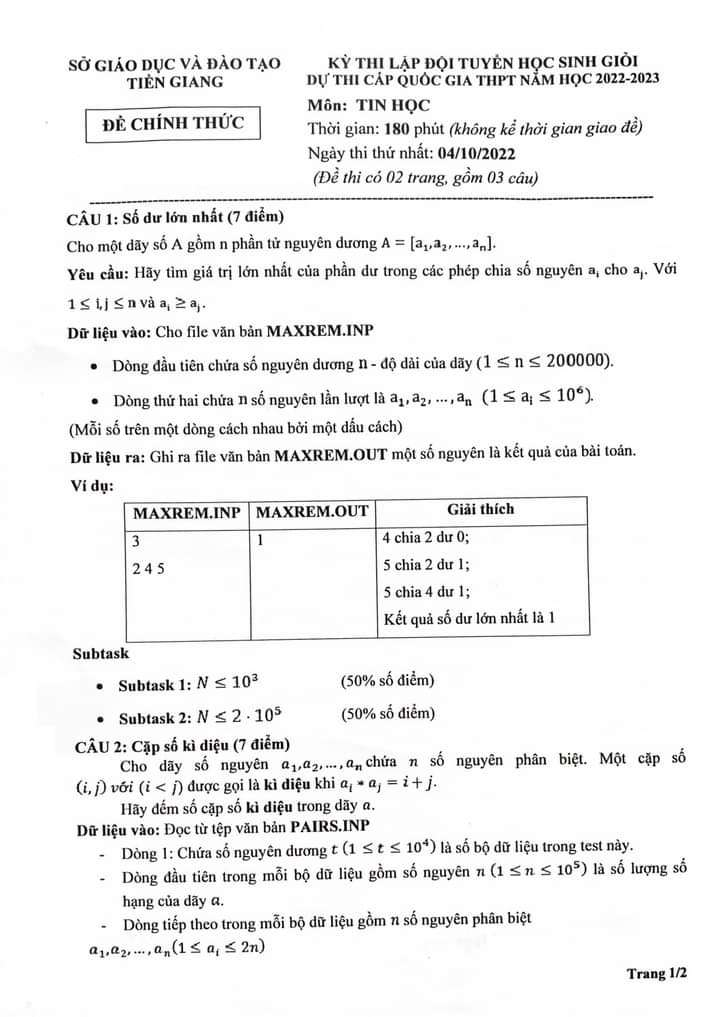 SỞ GIÁO DỤC VÀ ĐÀO TẠO
TIỀN GIANG
ĐỀ CHÍNH THỨC
KỲ THI LẬP ĐỘI TUYỂN HỌC SINH GIỎI
DỰ THI CẤP QUỐC GIA THPT NĂM HỌC 2022-2023
Môn: TIN HỌC
Thời gian: 180 phút (không kể thời gian giao đề)
Ngày thi thứ nhất: 04/10/2022
(Đề thi có 02 trang, gồm 03 câu)
CÂU 1: Số dư lớn nhất (7 điểm)
Cho một dãy số A gồm n phần tử nguyên dương A = [a₁,a₂, ...,aₙ].
Yêu cầu: Hãy tìm giá trị lớn nhất của phần dư trong các phép chia số nguyên aᵢ cho aⱼ. Với
1 ≤ i,j ≤ n và aᵢ ≥ aⱼ.
Dữ liệu vào: Cho file văn bản MAXREM.INP
• Dòng đầu tiên chứa số nguyên dương n - độ dài của dãy (1 ≤ n ≤ 200000).
• Dòng thứ hai chứa n số nguyên lần lượt là a₁, a₂, ..., aₙ (1 ≤ aᵢ ≤ 10⁶).
(Mỗi số trên một dòng cách nhau bởi một dấu cách)
Dữ liệu ra: Ghi ra file văn bản MAXREM.OUT một số nguyên là kết quả của bài toán.
Ví dụ:
MAXREM.INP MAXREM.OUT Giải thích
3 1 4 chia 2 dư 0;
2 4 5 5 chia 2 dư 1;
5 chia 4 dư 1;
Kết quả số dư lớn nhất là 1
Subtask
• Subtask 1: N ≤ 10³ (50% số điểm)
• Subtask 2: N ≤ 2 · 10⁵ (50% số điểm)
CÂU 2: Cặp số kì diệu (7 điểm)
Cho dãy số nguyên a₁,a₂, ...,aₙ chứa n số nguyên phân biệt. Một cặp số
(i, j) với (i < j) được gọi là kì diệu khi aᵢ * aⱼ = i + j.
Hãy đếm số cặp số kì diệu trong dãy a.
Dữ liệu vào: Đọc từ tệp văn bản PAIRS.INP
- Dòng 1: Chứa số nguyên dương t (1 ≤ t ≤ 10⁴) là số bộ dữ liệu trong test này.
- Dòng đầu tiên trong mỗi bộ dữ liệu gồm số nguyên n (1 ≤ n ≤ 10⁵) là số lượng số
hạng của dãy a.
- Dòng tiếp theo trong mỗi bộ dữ liệu gồm n số nguyên phân biệt
a₁,a₂, ..., aₙ(1 ≤ aᵢ ≤ 2n)
Trang 1/2